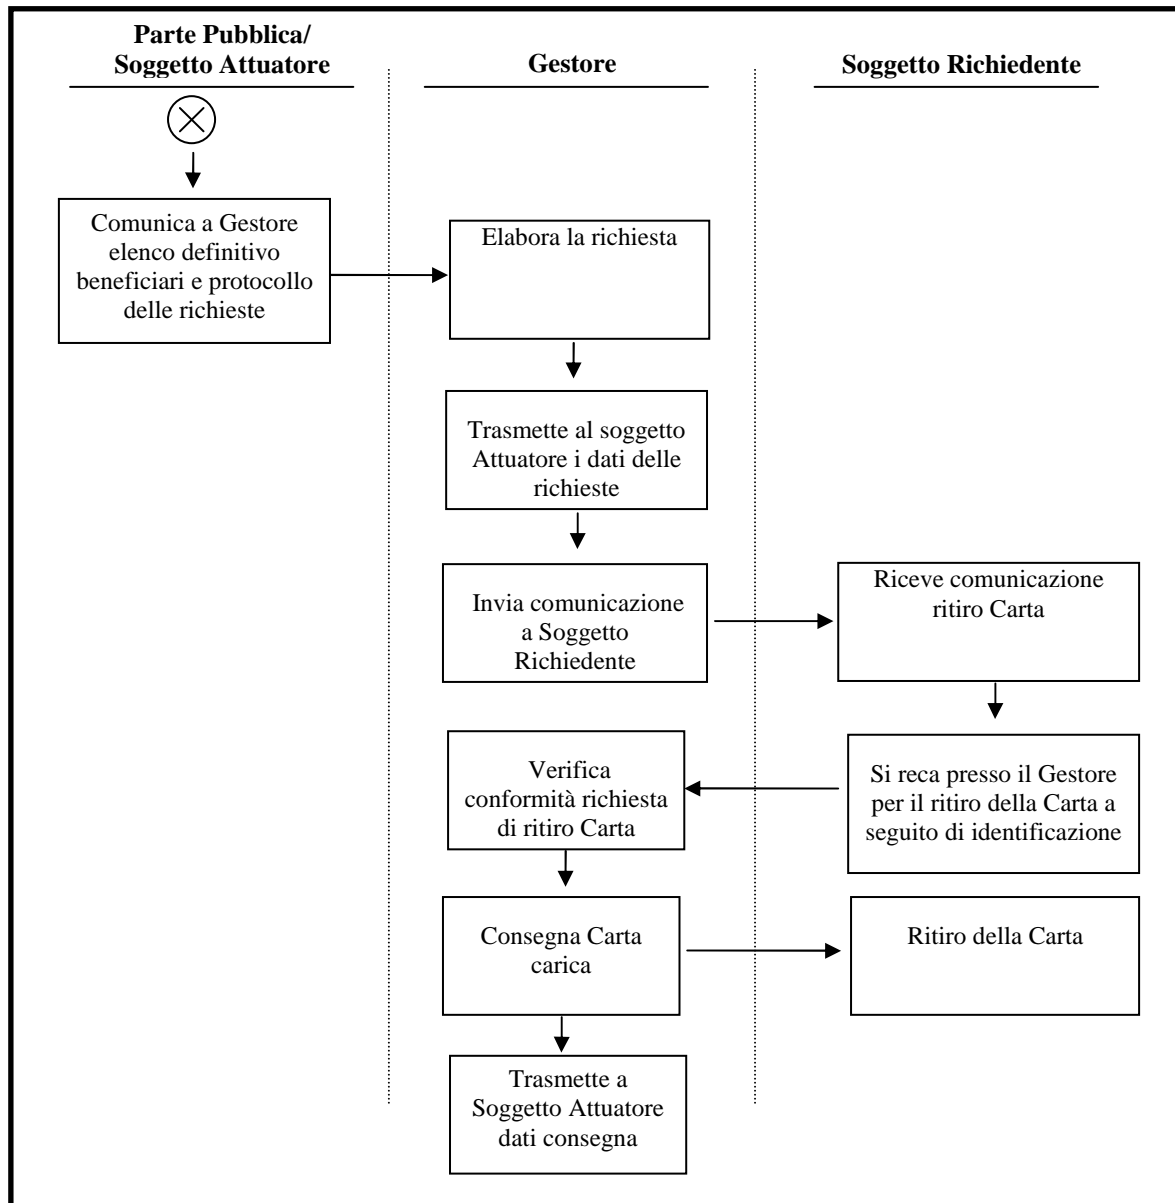 Parte Pubblica/
Soggetto Attuatore
Gestore
Soggetto Richiedente
Comunica a Gestore
elenco definitivo
beneficiari e protocollo
delle richieste
Elabora la richiesta
Trasmette al soggetto
Attuatore i dati delle
richieste
Invia comunicazione
a Soggetto
Richiedente
Riceve comunicazione
ritiro Carta
Si reca presso il Gestore
per il ritiro della Carta a
seguito di identificazione
Verifica
conformità richiesta
di ritiro Carta
Consegna Carta
carica
Ritiro della Carta
Trasmette a
Soggetto Attuatore
dati consegna